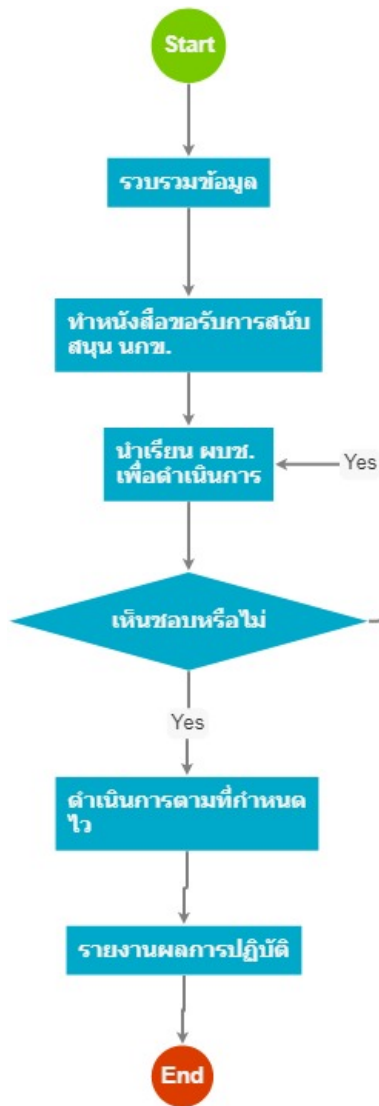 Start
รวบรวมข้อมูล
ทำหนังสือขอรับการสนับ
สนุน นกข.
นำเรียน ผบช.
เพื่อดำเนินการ
Yes
เห็นชอบหรือไม่
Yes
ดำเนินการตามที่กำหนด
ไว
รายงานผลการปฏิบัติ
End